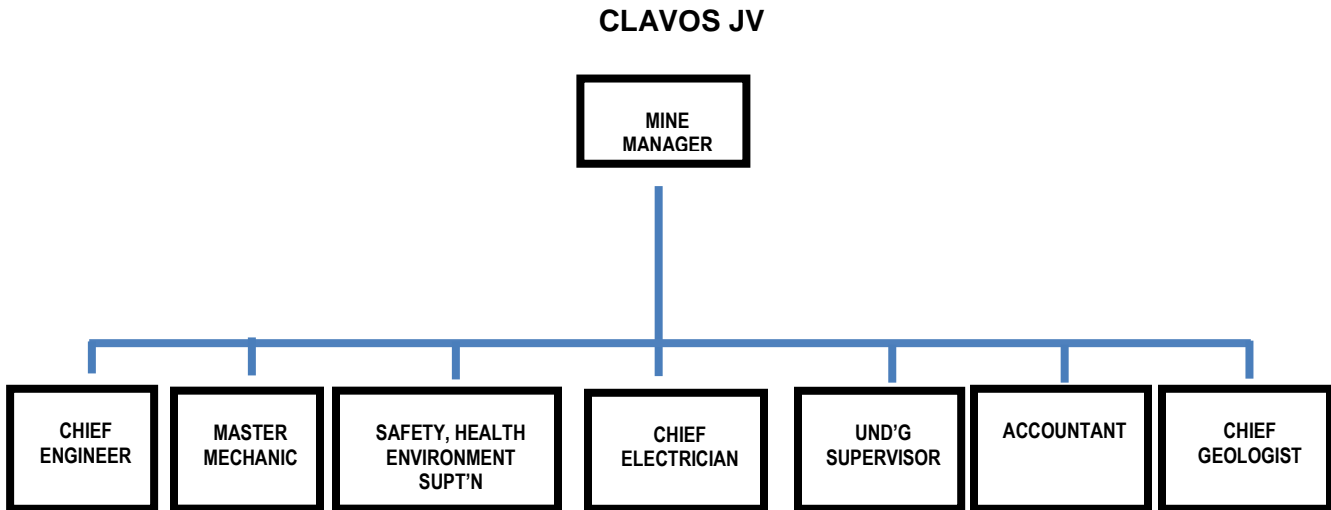 CLAVOS JV
MINE
MANAGER
CHIEF
ENGINEER
MASTER
MECHANIC
SAFETY, HEALTH
ENVIRONMENT
SUPT’N
CHIEF
ELECTRICIAN
UND’G
SUPERVISOR
ACCOUNTANT
CHIEF
GEOLOGIST